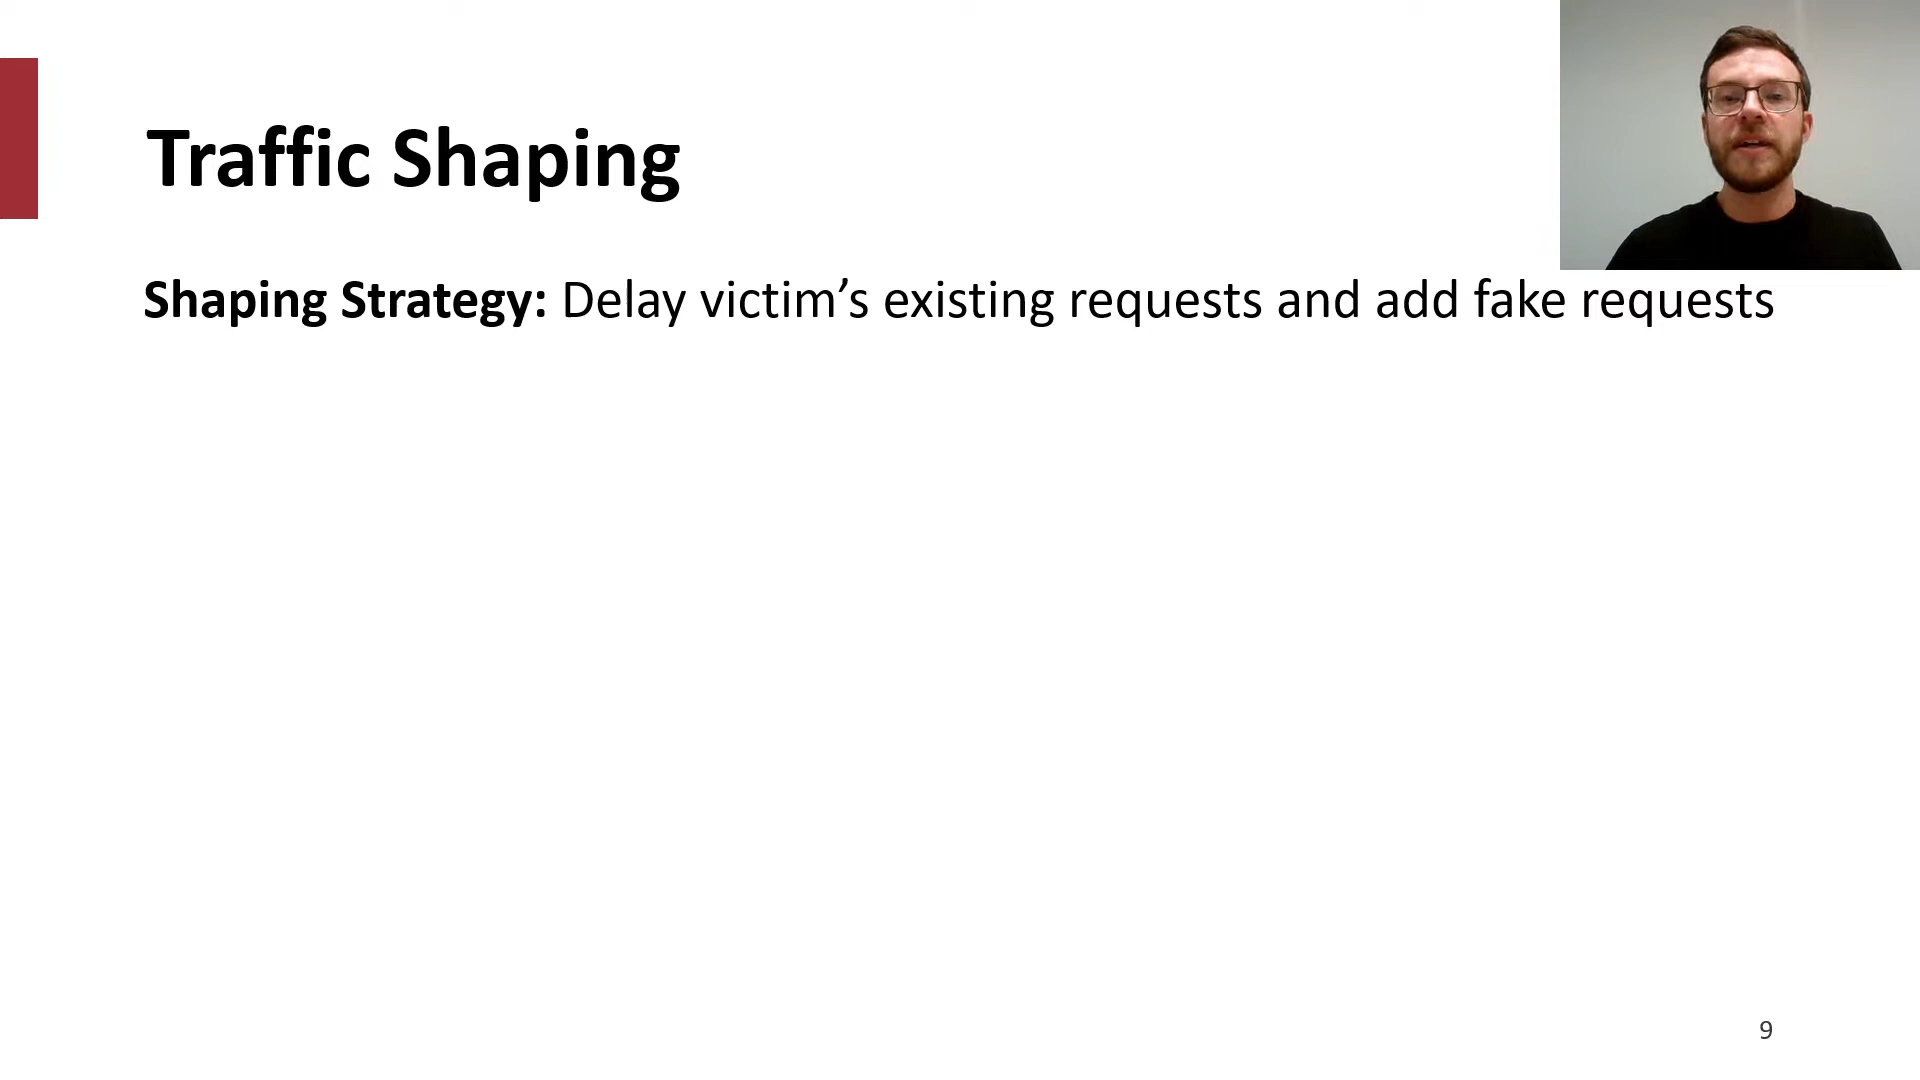 Traffic Shaping
Shaping Strategy: Delay victim’s existing requests and add fake requests
9